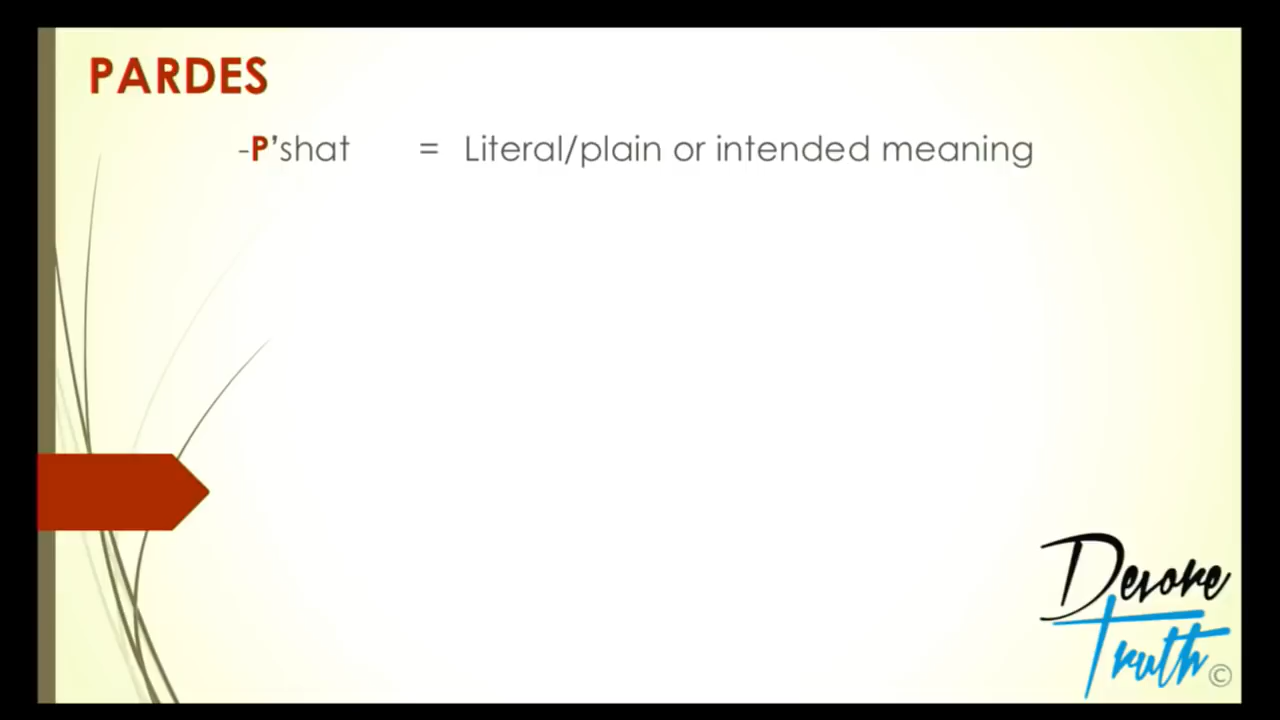 PARDES
-P'shat = Literal/plain or intended meaning
Devore
Truth
©